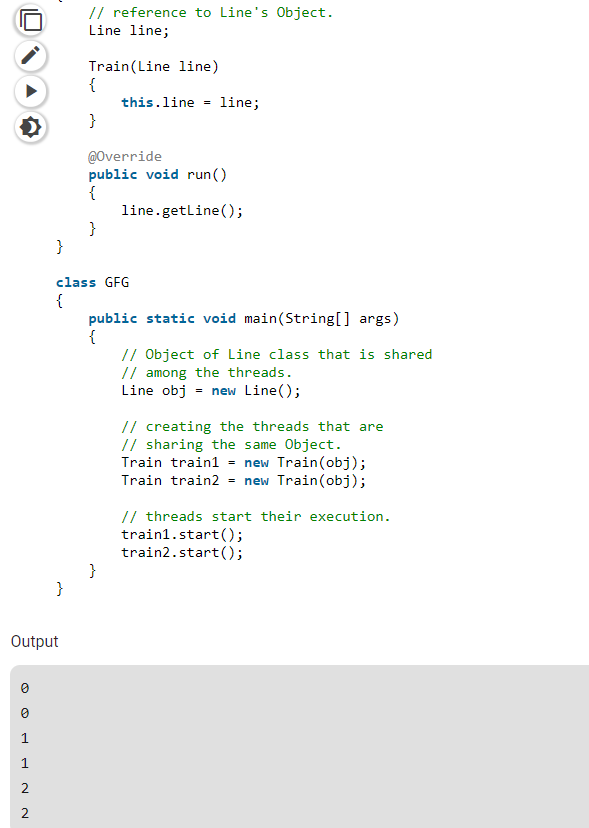 {
    // reference to Line's Object.
    Line line;

    Train(Line line)
    {
        this.line = line;
    }

    @Override
    public void run()
    {
        line.getLine();
    }
}

class GFG
{
    public static void main(String[] args)
    {
        // Object of Line class that is shared
        // among the threads.
        Line obj = new Line();

        // creating the threads that are
        // sharing the same Object.
        Train train1 = new Train(obj);
        Train train2 = new Train(obj);

        // threads start their execution.
        train1.start();
        train2.start();
    }
}
Output
0
0
1
1
2
2